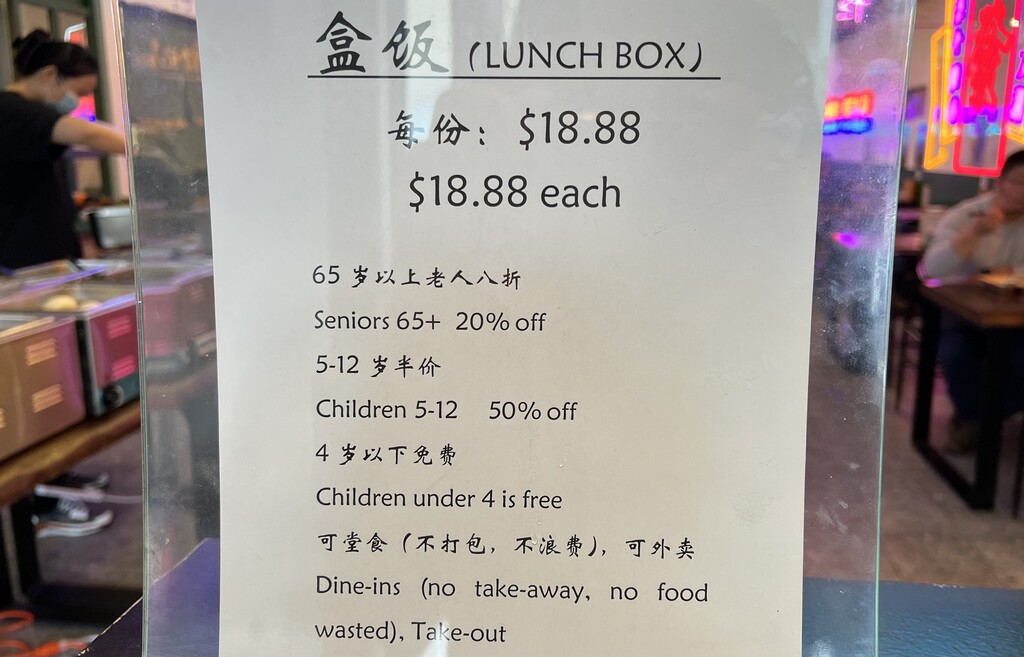 盒饭 (LUNCH BOX)
每份： $18.88
$18.88 each
65 岁以上老人八折
Seniors 65+ 20% off
5-12 岁半价
Children 5-12 50% off
4 岁以下免费
Children under 4 is free
可堂食（不打包，不浪费），可外卖
Dine-ins (no take-away, no food
wasted), Take-out